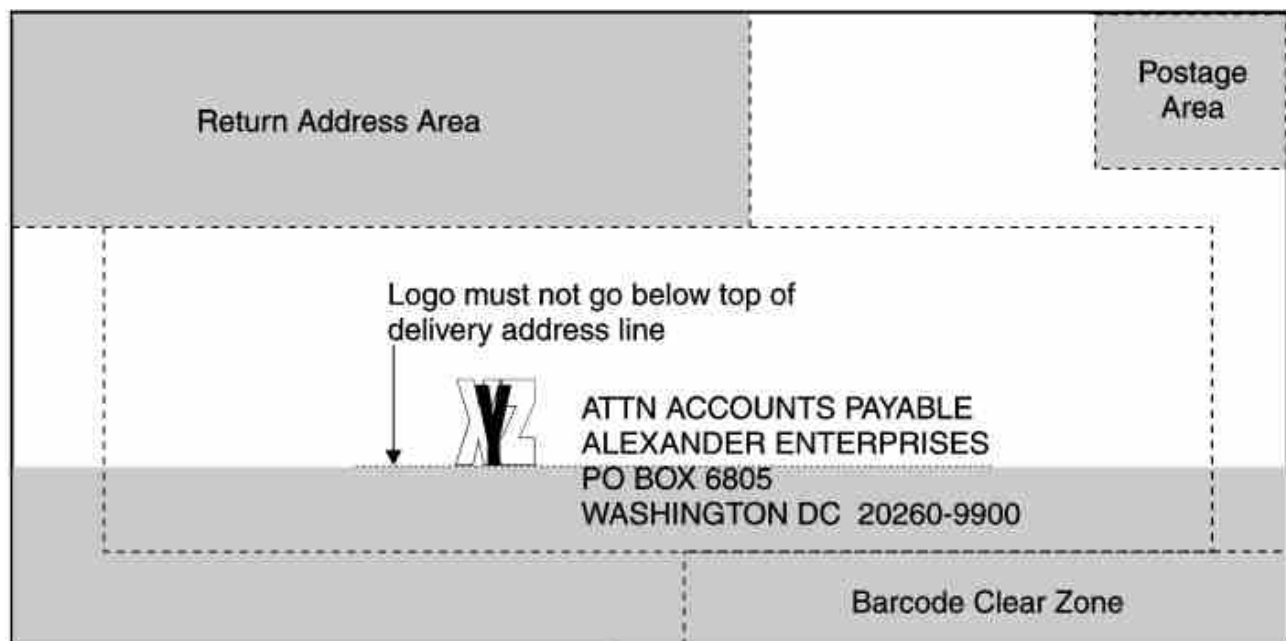 Return Address Area
Postage
Area
Logo must not go below top of
delivery address line
XYZ
ATTN ACCOUNTS PAYABLE
ALEXANDER ENTERPRISES
PO BOX 6805
WASHINGTON DC  20260-9900
Barcode Clear Zone